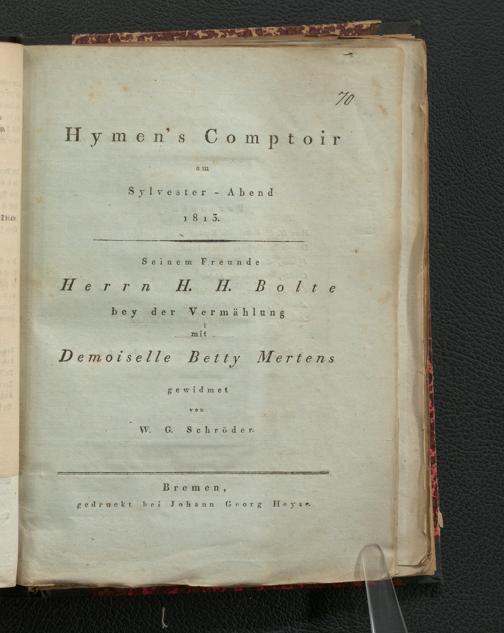 70
Hymen's Comptoir
am
Sylvester-Abend
1813.
Seinem Freunde
Herrn H. H. Bolte
bey der Vermählung
mit
Demoiselle Betty Mertens
gewidmet
von
W. G. Schröder.
Bremen,
gedruckt bei Johann Georg Heyse.